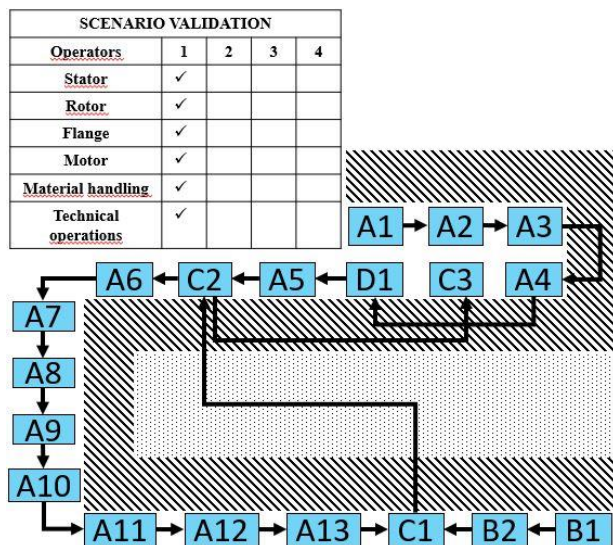 SCENARIO VALIDATION
Operators 1 2 3 4
Stator ✓
Rotor ✓
Flange ✓
Motor ✓
Material handling ✓
Technical operations ✓
A1 A2 A3
A6 C2 A5 D1 C3 A4
A7
A8
A9
A10
A11 A12 A13 C1 B2 B1